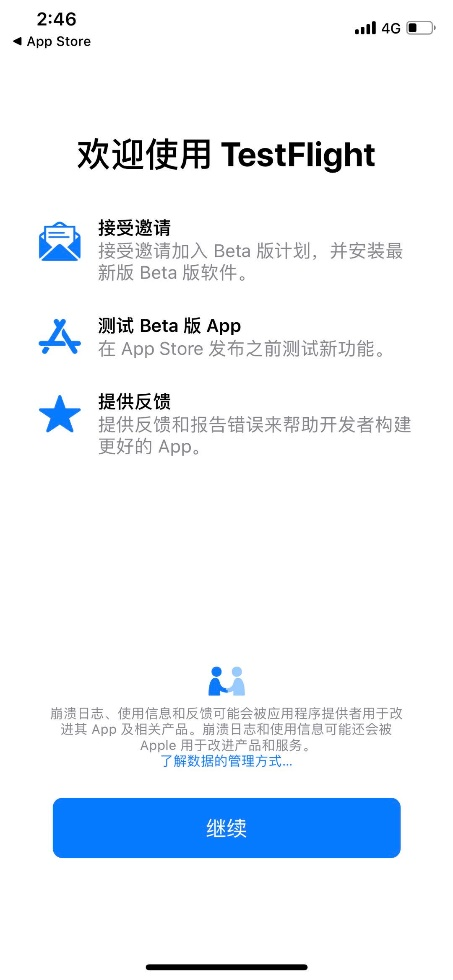 2:46
4G
◀ App Store
欢迎使用 TestFlight
接受邀请
接受邀请加入 Beta 版计划，并安装最
新版 Beta 版软件。
测试 Beta 版 App
在 App Store 发布之前测试新功能。
提供反馈
提供反馈和报告错误来帮助开发者构建
更好的 App。
崩溃日志、使用信息和反馈可能会被应用程序提供者用于改
进其 App 及相关产品。崩溃日志和使用信息可能还会被
Apple 用于改进产品和服务。
了解数据的管理方式...
继续